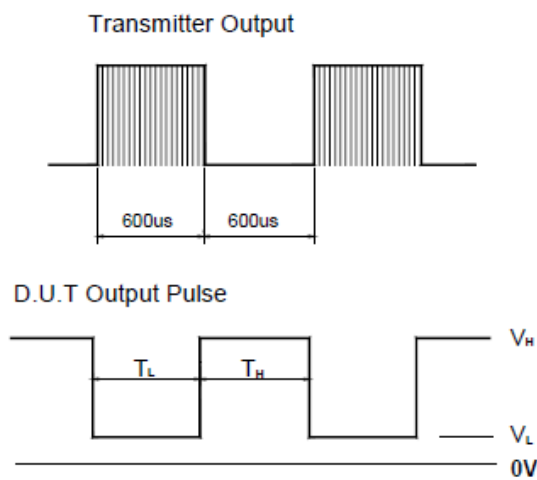 Transmitter Output
600us 600us
D.U.T Output Pulse
VH
TL TH
VL
0V